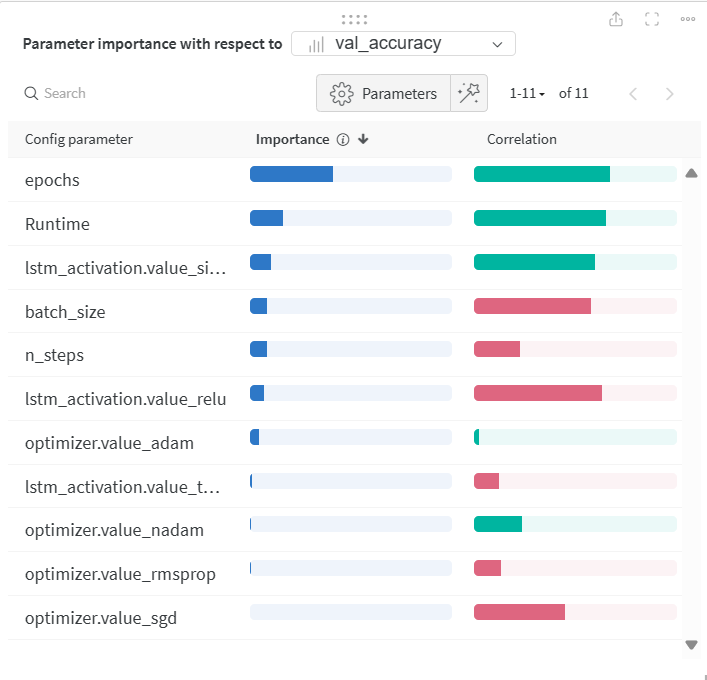 Parameter importance with respect to val_accuracy
Search Parameters 1-11 of 11
Config parameter Importance Correlation
epochs
Runtime
lstm_activation.value_si...
batch_size
n_steps
lstm_activation.value_relu
optimizer.value_adam
lstm_activation.value_t...
optimizer.value_nadam
optimizer.value_rmsprop
optimizer.value_sgd